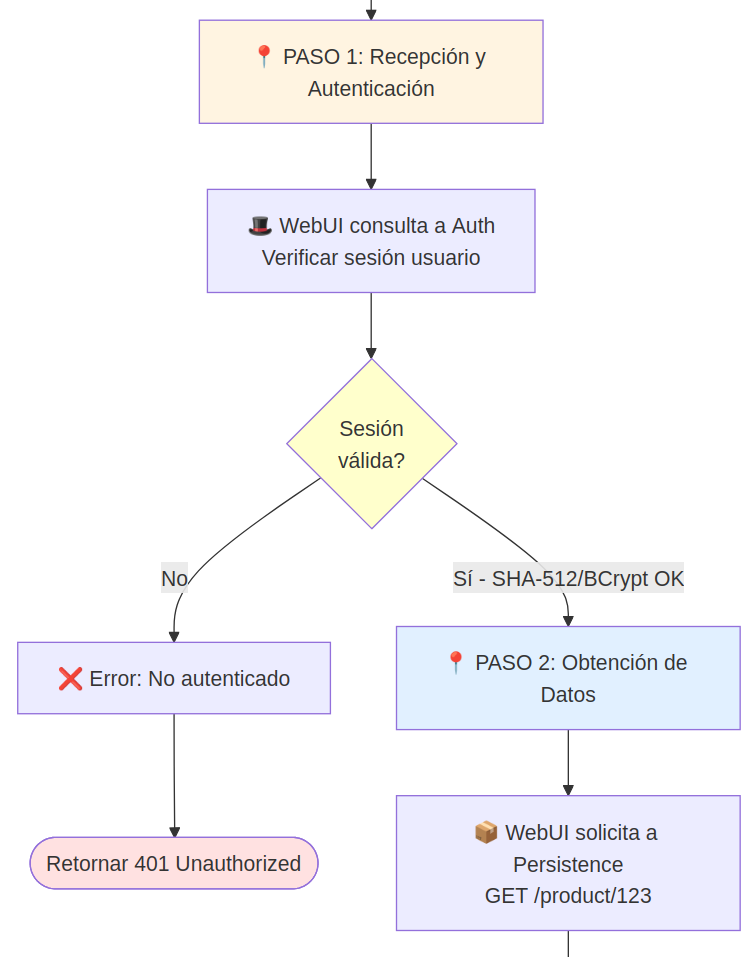 📍 PASO 1: Recepción y
Autenticación
🎩 WebUI consulta a Auth
Verificar sesión usuario
Sesión
válida?
No
Sí - SHA-512/BCrypt OK
❌ Error: No autenticado
📍 PASO 2: Obtención de
Datos
Retornar 401 Unauthorized
📦 WebUI solicita a
Persistence
GET /product/123